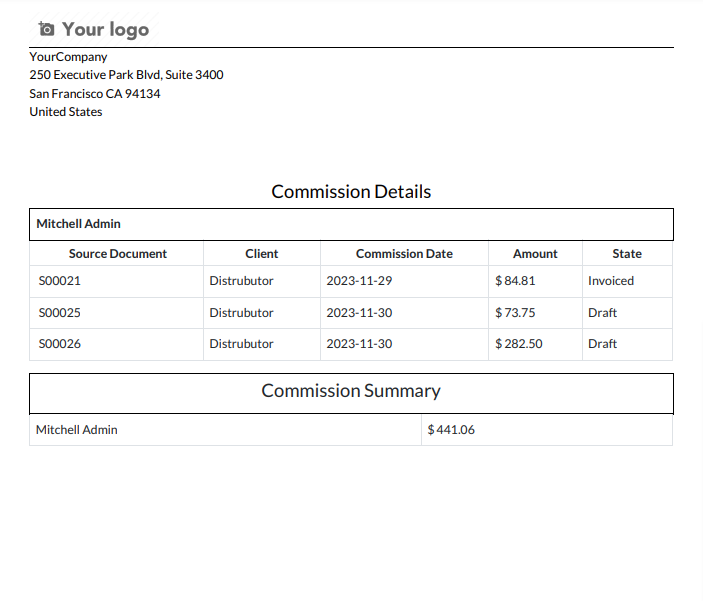 Your logo
YourCompany
250 Executive Park Blvd, Suite 3400
San Francisco CA 94134
United States
Commission Details
Mitchell Admin
Source Document Client Commission Date Amount State
S00021 Distrubutor 2023-11-29 $ 84.81 Invoiced
S00025 Distrubutor 2023-11-30 $ 73.75 Draft
S00026 Distrubutor 2023-11-30 $ 282.50 Draft
Commission Summary
Mitchell Admin $ 441.06